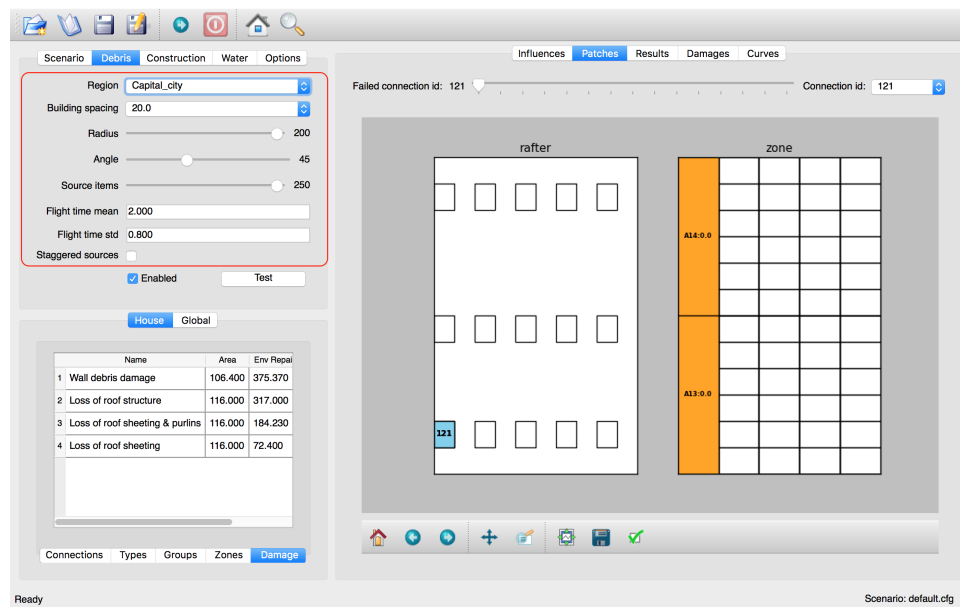 Scenario Debris Construction Water Options
Region Capital_city
Building spacing 20.0
Radius 200
Angle 45
Source items 250
Flight time mean 2.000
Flight time std 0.800
Staggered sources
Enabled Test
House Global
Name Area Env Repai
1 Wall debris damage 106.400 375.370
2 Loss of roof structure 116.000 317.000
3 Loss of roof sheeting & purlins 116.000 184.230
4 Loss of roof sheeting 116.000 72.400
Connections Types Groups Zones Damage
Influences Patches Results Damages Curves
Failed connection id: 121 Connection id: 121
rafter zone
A14:0.0
A13:0.0
121
Ready Scenario: default.cfg